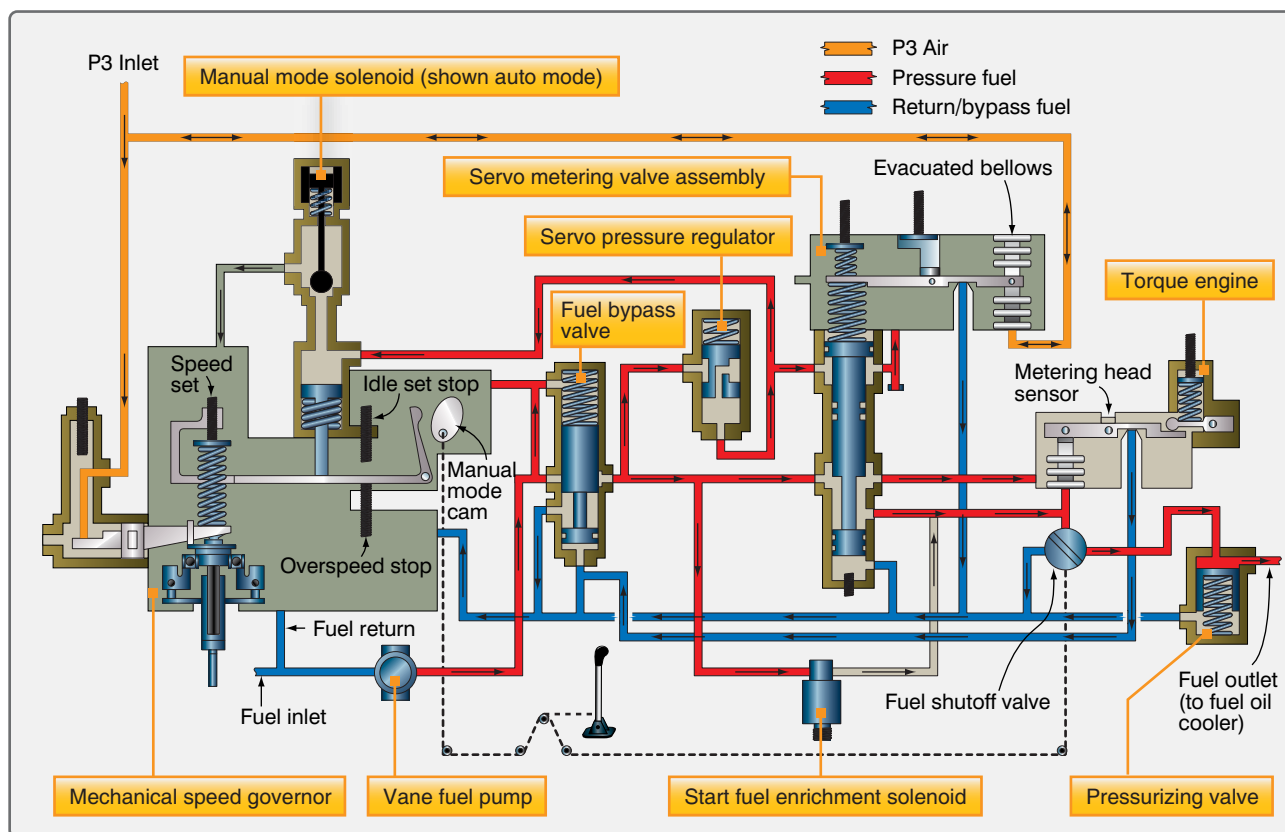 P3 Air
Pressure fuel
Return/bypass fuel
P3 Inlet
Manual mode solenoid (shown auto mode)
Servo metering valve assembly
Evacuated bellows
Servo pressure regulator
Torque engine
Fuel bypass
valve
Metering head
sensor
Speed
set
Idle set stop
Manual
mode
cam
Overspeed stop
Fuel return
Fuel inlet
Fuel shutoff valve
Fuel outlet
(to fuel oil
cooler)
Mechanical speed governor
Vane fuel pump
Start fuel enrichment solenoid
Pressurizing valve